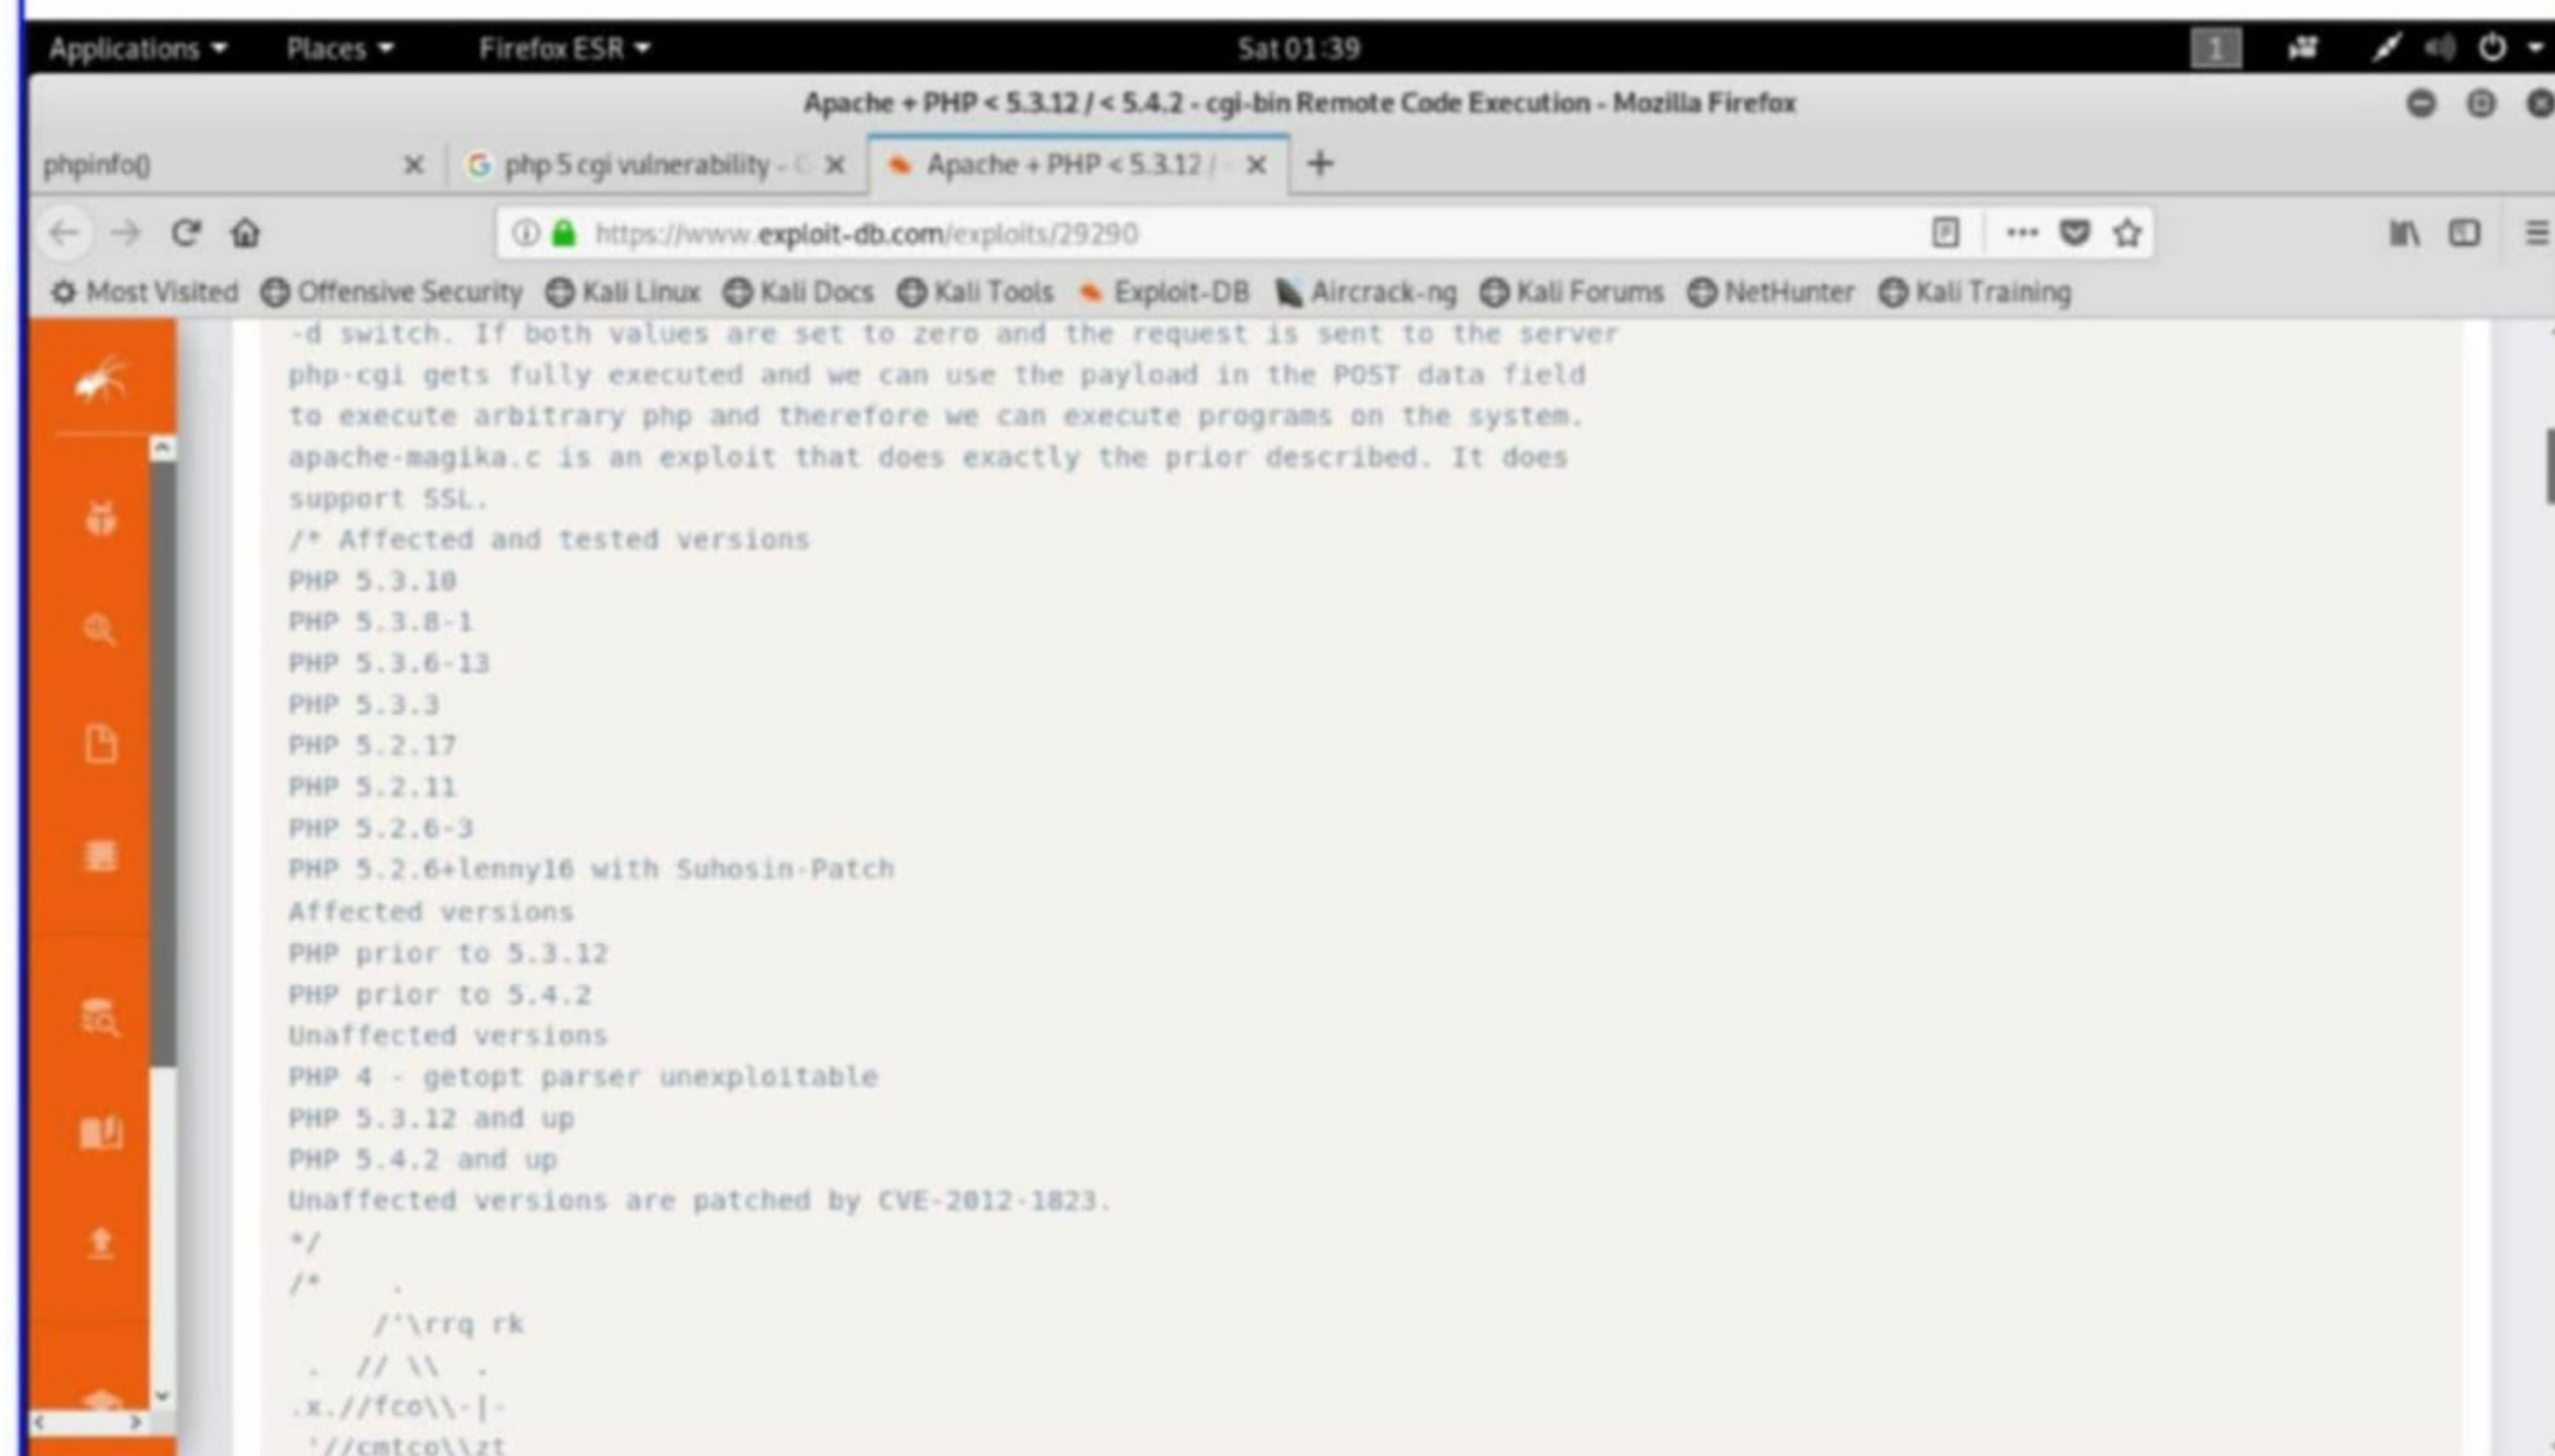 Applications Places Firefox ESR Sat 01:39 1
Apache + PHP < 5.3.12 / < 5.4.2 - cgi-bin Remote Code Execution - Mozilla Firefox
phpinfo() php 5 cgi vulnerability - G Apache + PHP < 5.3.12 / -
https://www.exploit-db.com/exploits/29290
Most Visited Offensive Security Kali Linux Kali Docs Kali Tools Exploit-DB Aircrack-ng Kali Forums NetHunter Kali Training
-d switch. If both values are set to zero and the request is sent to the server
php-cgi gets fully executed and we can use the payload in the POST data field
to execute arbitrary php and therefore we can execute programs on the system.
apache-magika.c is an exploit that does exactly the prior described. It does
support SSL.
/* Affected and tested versions
PHP 5.3.10
PHP 5.3.8-1
PHP 5.3.6-13
PHP 5.3.3
PHP 5.2.17
PHP 5.2.11
PHP 5.2.6-3
PHP 5.2.6+lenny16 with Suhosin-Patch
Affected versions
PHP prior to 5.3.12
PHP prior to 5.4.2
Unaffected versions
PHP 4 - getopt parser unexploitable
PHP 5.3.12 and up
PHP 5.4.2 and up
Unaffected versions are patched by CVE-2012-1823.
*/
/*    .
     /'\rrq rk
 .  // \\  .
.x.//fco\\-|-
 '//cmtco\\zt